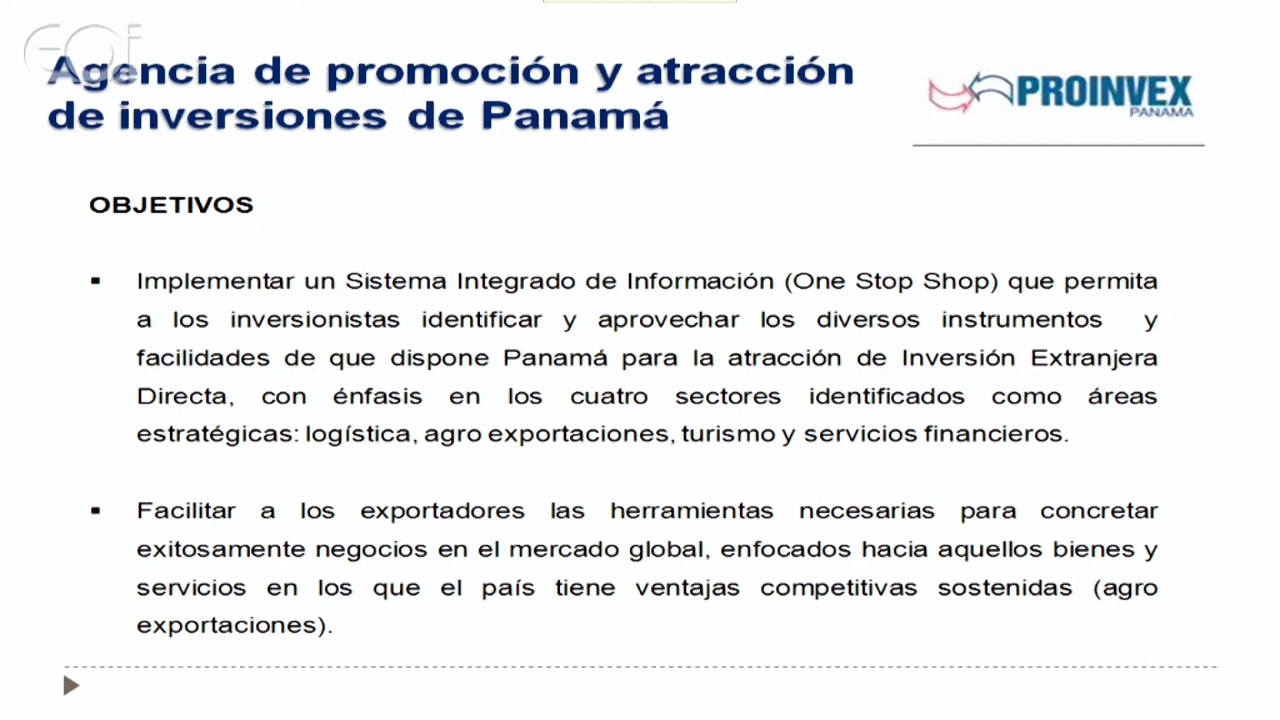 eoi
Agencia de promoción y atracción
de inversiones de Panamá
PROINVEX
PANAMA
OBJETIVOS
▪ Implementar un Sistema Integrado de Información (One Stop Shop) que permita
a los inversionistas identificar y aprovechar los diversos instrumentos y
facilidades de que dispone Panamá para la atracción de Inversión Extranjera
Directa, con énfasis en los cuatro sectores identificados como áreas
estratégicas: logística, agro exportaciones, turismo y servicios financieros.
▪ Facilitar a los exportadores las herramientas necesarias para concretar
exitosamente negocios en el mercado global, enfocados hacia aquellos bienes y
servicios en los que el país tiene ventajas competitivas sostenidas (agro
exportaciones).